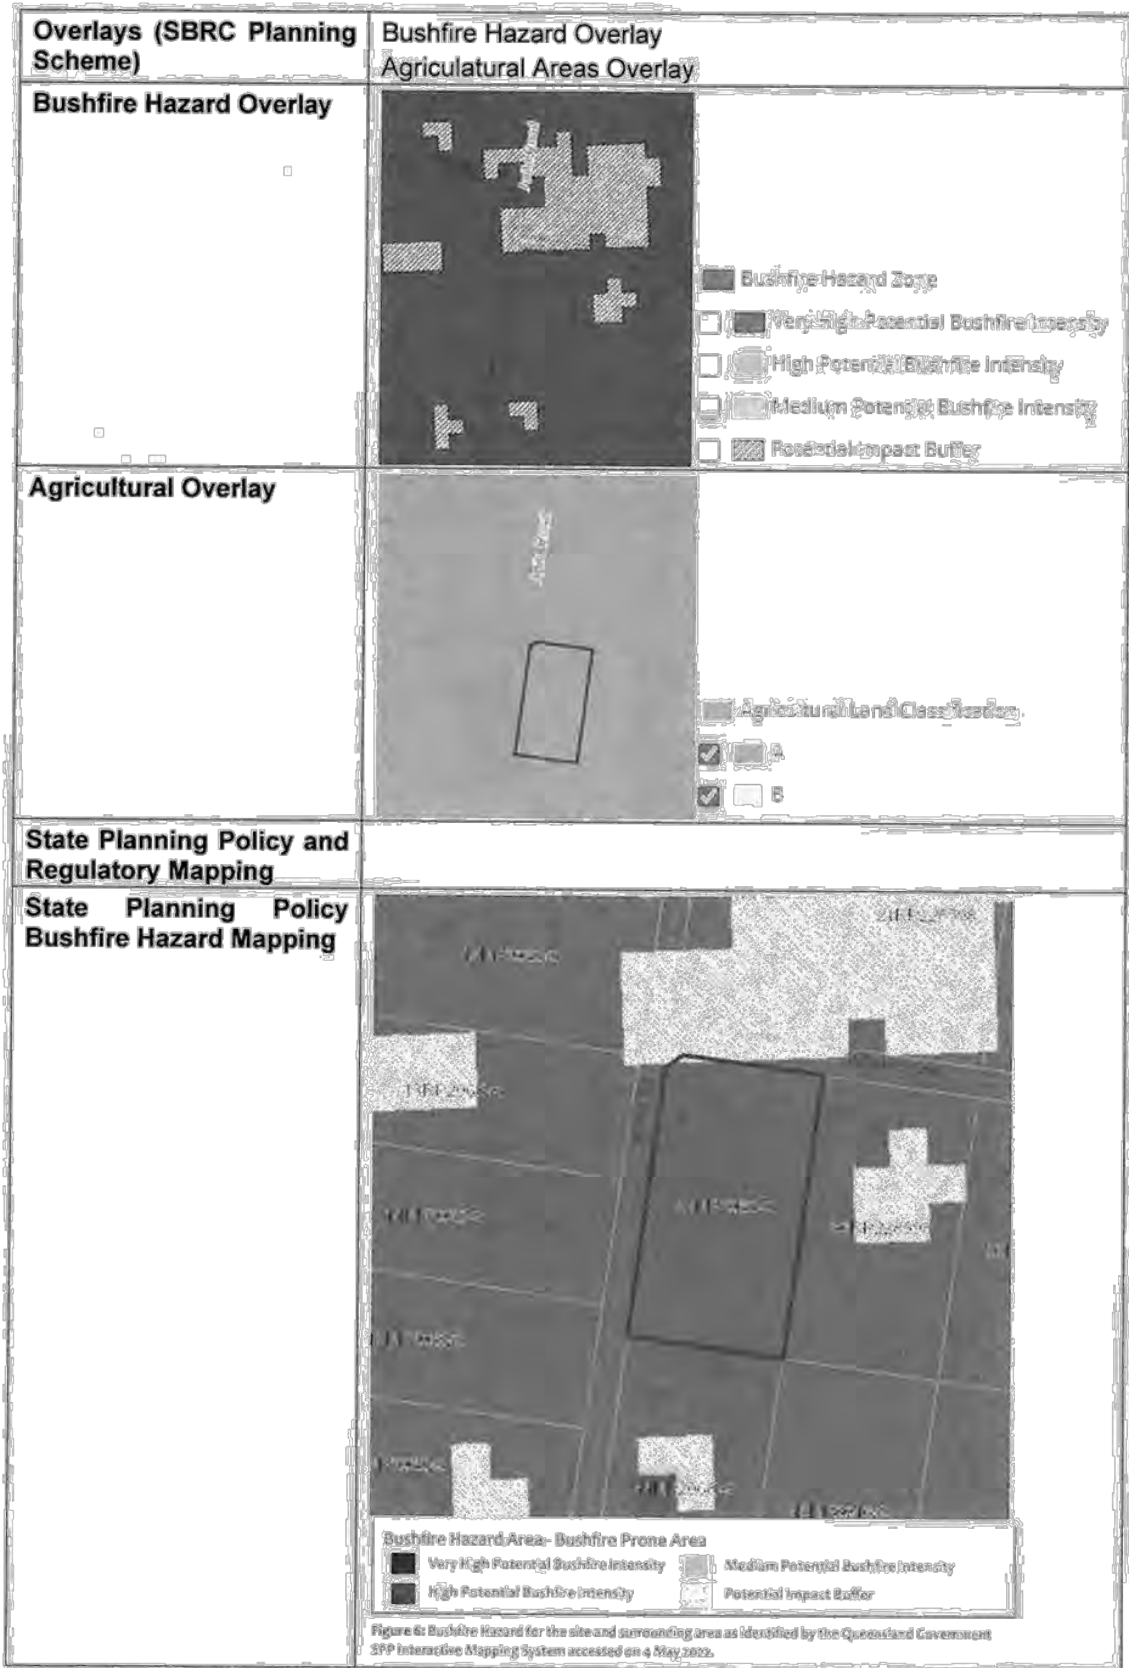 Overlays (SBRC Planning Scheme)
Bushfire Hazard Overlay
Agriculatural Areas Overlay
Bushfire Hazard Overlay
Bushfire Hazard Zone
Very High Potential Bushfire Intensity
High Potential Bushfire Intensity
Medium Potential Bushfire Intensity
Potential Impact Buffer
Agricultural Overlay
Agricultural Land Classification
A
B
State Planning Policy and
Regulatory Mapping
State Planning Policy
Bushfire Hazard Mapping
Bushfire Hazard Area- Bushfire Prone Area
Very High Potential Bushfire Intensity
Medium Potential Bushfire Intensity
High Potential Bushfire Intensity
Potential Impact Buffer
Figure 6: Bushfire Hazard for the site and surrounding area as identified by the Queensland Government
SPP Interactive Mapping System accessed on 4 May 2022.